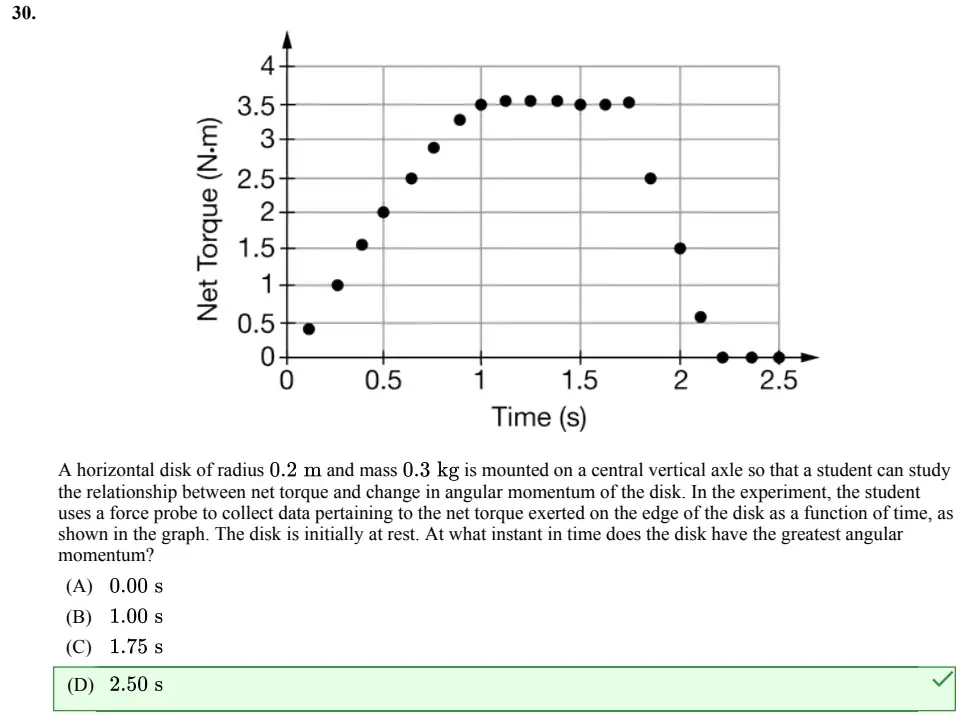 30.
4
3.5
3
2.5
2
1.5
1
0.5
0
Net Torque (N•m)
0 0.5 1 1.5 2 2.5
Time (s)
A horizontal disk of radius 0.2 m and mass 0.3 kg is mounted on a central vertical axle so that a student can study
the relationship between net torque and change in angular momentum of the disk. In the experiment, the student
uses a force probe to collect data pertaining to the net torque exerted on the edge of the disk as a function of time, as
shown in the graph. The disk is initially at rest. At what instant in time does the disk have the greatest angular
momentum?
(A) 0.00 s
(B) 1.00 s
(C) 1.75 s
(D) 2.50 s